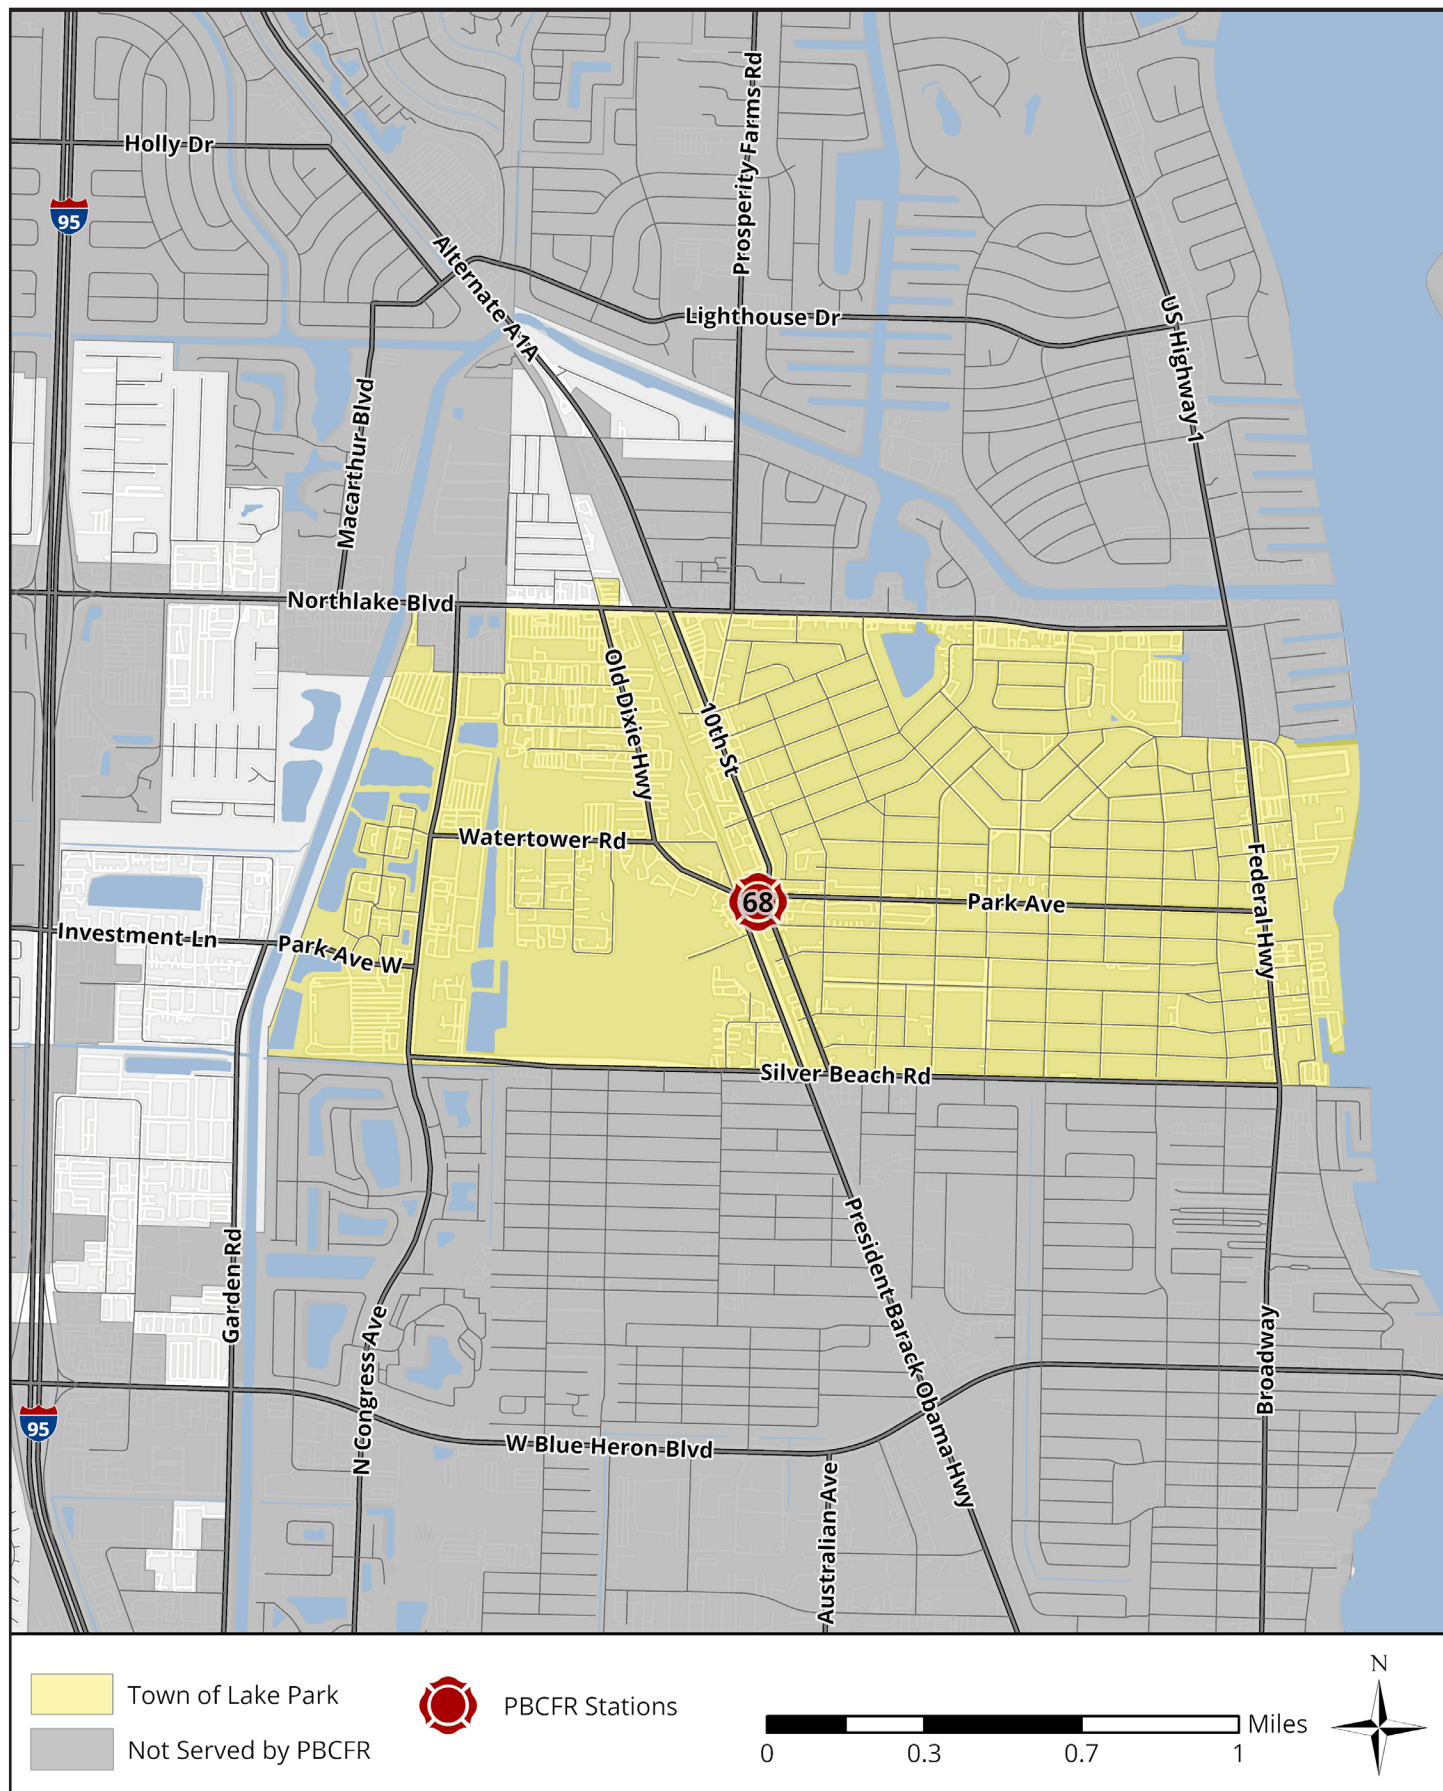 Holly Dr
Prosperity Farms Rd
95
Alternate A1A
Lighthouse Dr
US Highway 1
Macarthur Blvd
Northlake Blvd
Old Dixie Hwy
10th St
Watertower Rd
Federal Hwy
68
Park Ave
Investment Ln
Park Ave W
Silver Beach Rd
Garden Rd
President Barack Obama Hwy
N Congress Ave
Broadway
95
W Blue Heron Blvd
Australian Ave
Town of Lake Park
Not Served by PBCFR
PBCFR Stations
Miles
0 0.3 0.7 1
N